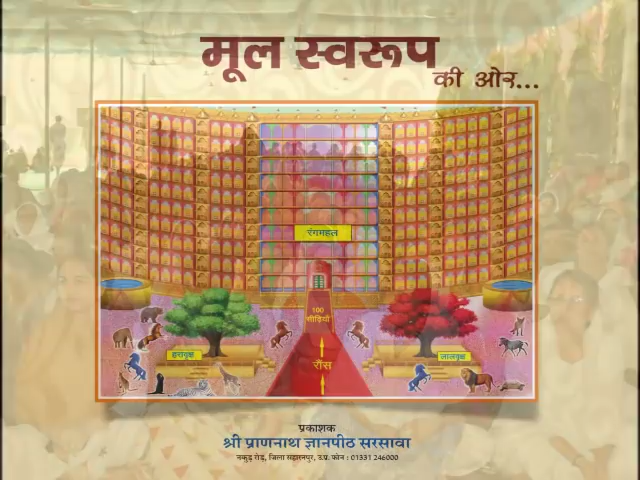 मूल स्वरूप
की ओर...
रंगमहल
100
सीढ़ियाँ
हरावृक्ष
लालवृक्ष
रौंस
प्रकाशक
श्री प्राणनाथ ज्ञानपीठ सरसावा
नकुड़ रोड़, जिला सहारनपुर, उ.प्र. फोन : 01331 246000